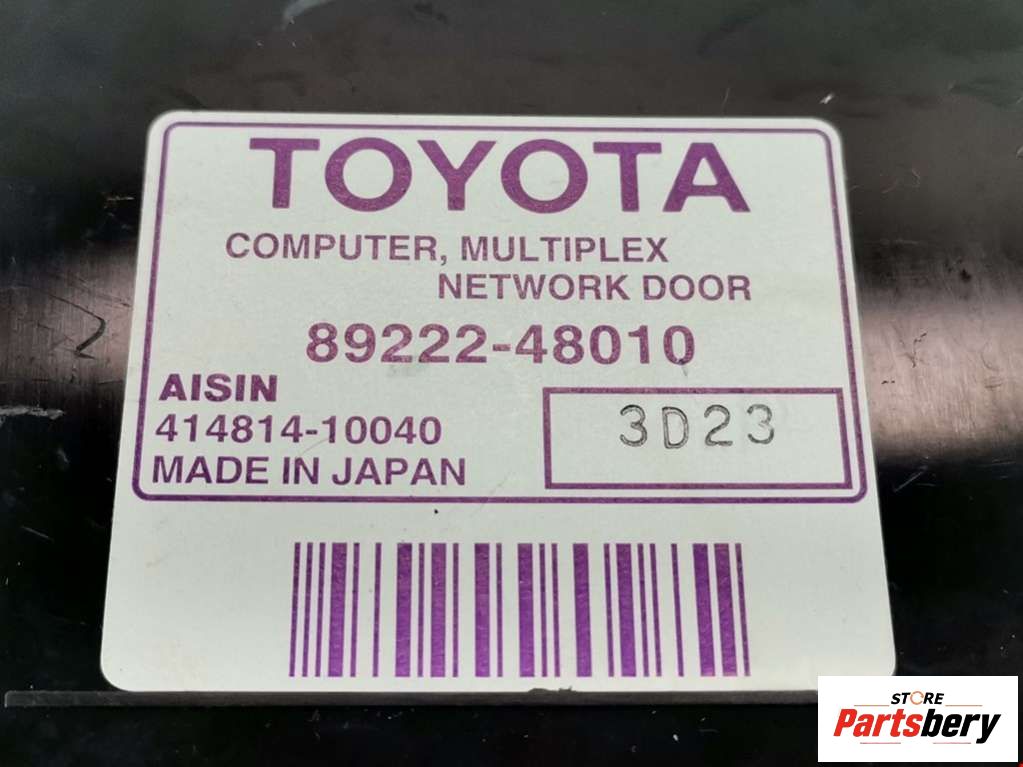 TOYOTA
COMPUTER, MULTIPLEX
NETWORK DOOR
89222-48010
AISIN
414814-10040
MADE IN JAPAN
3D23
STORE
Partsbery